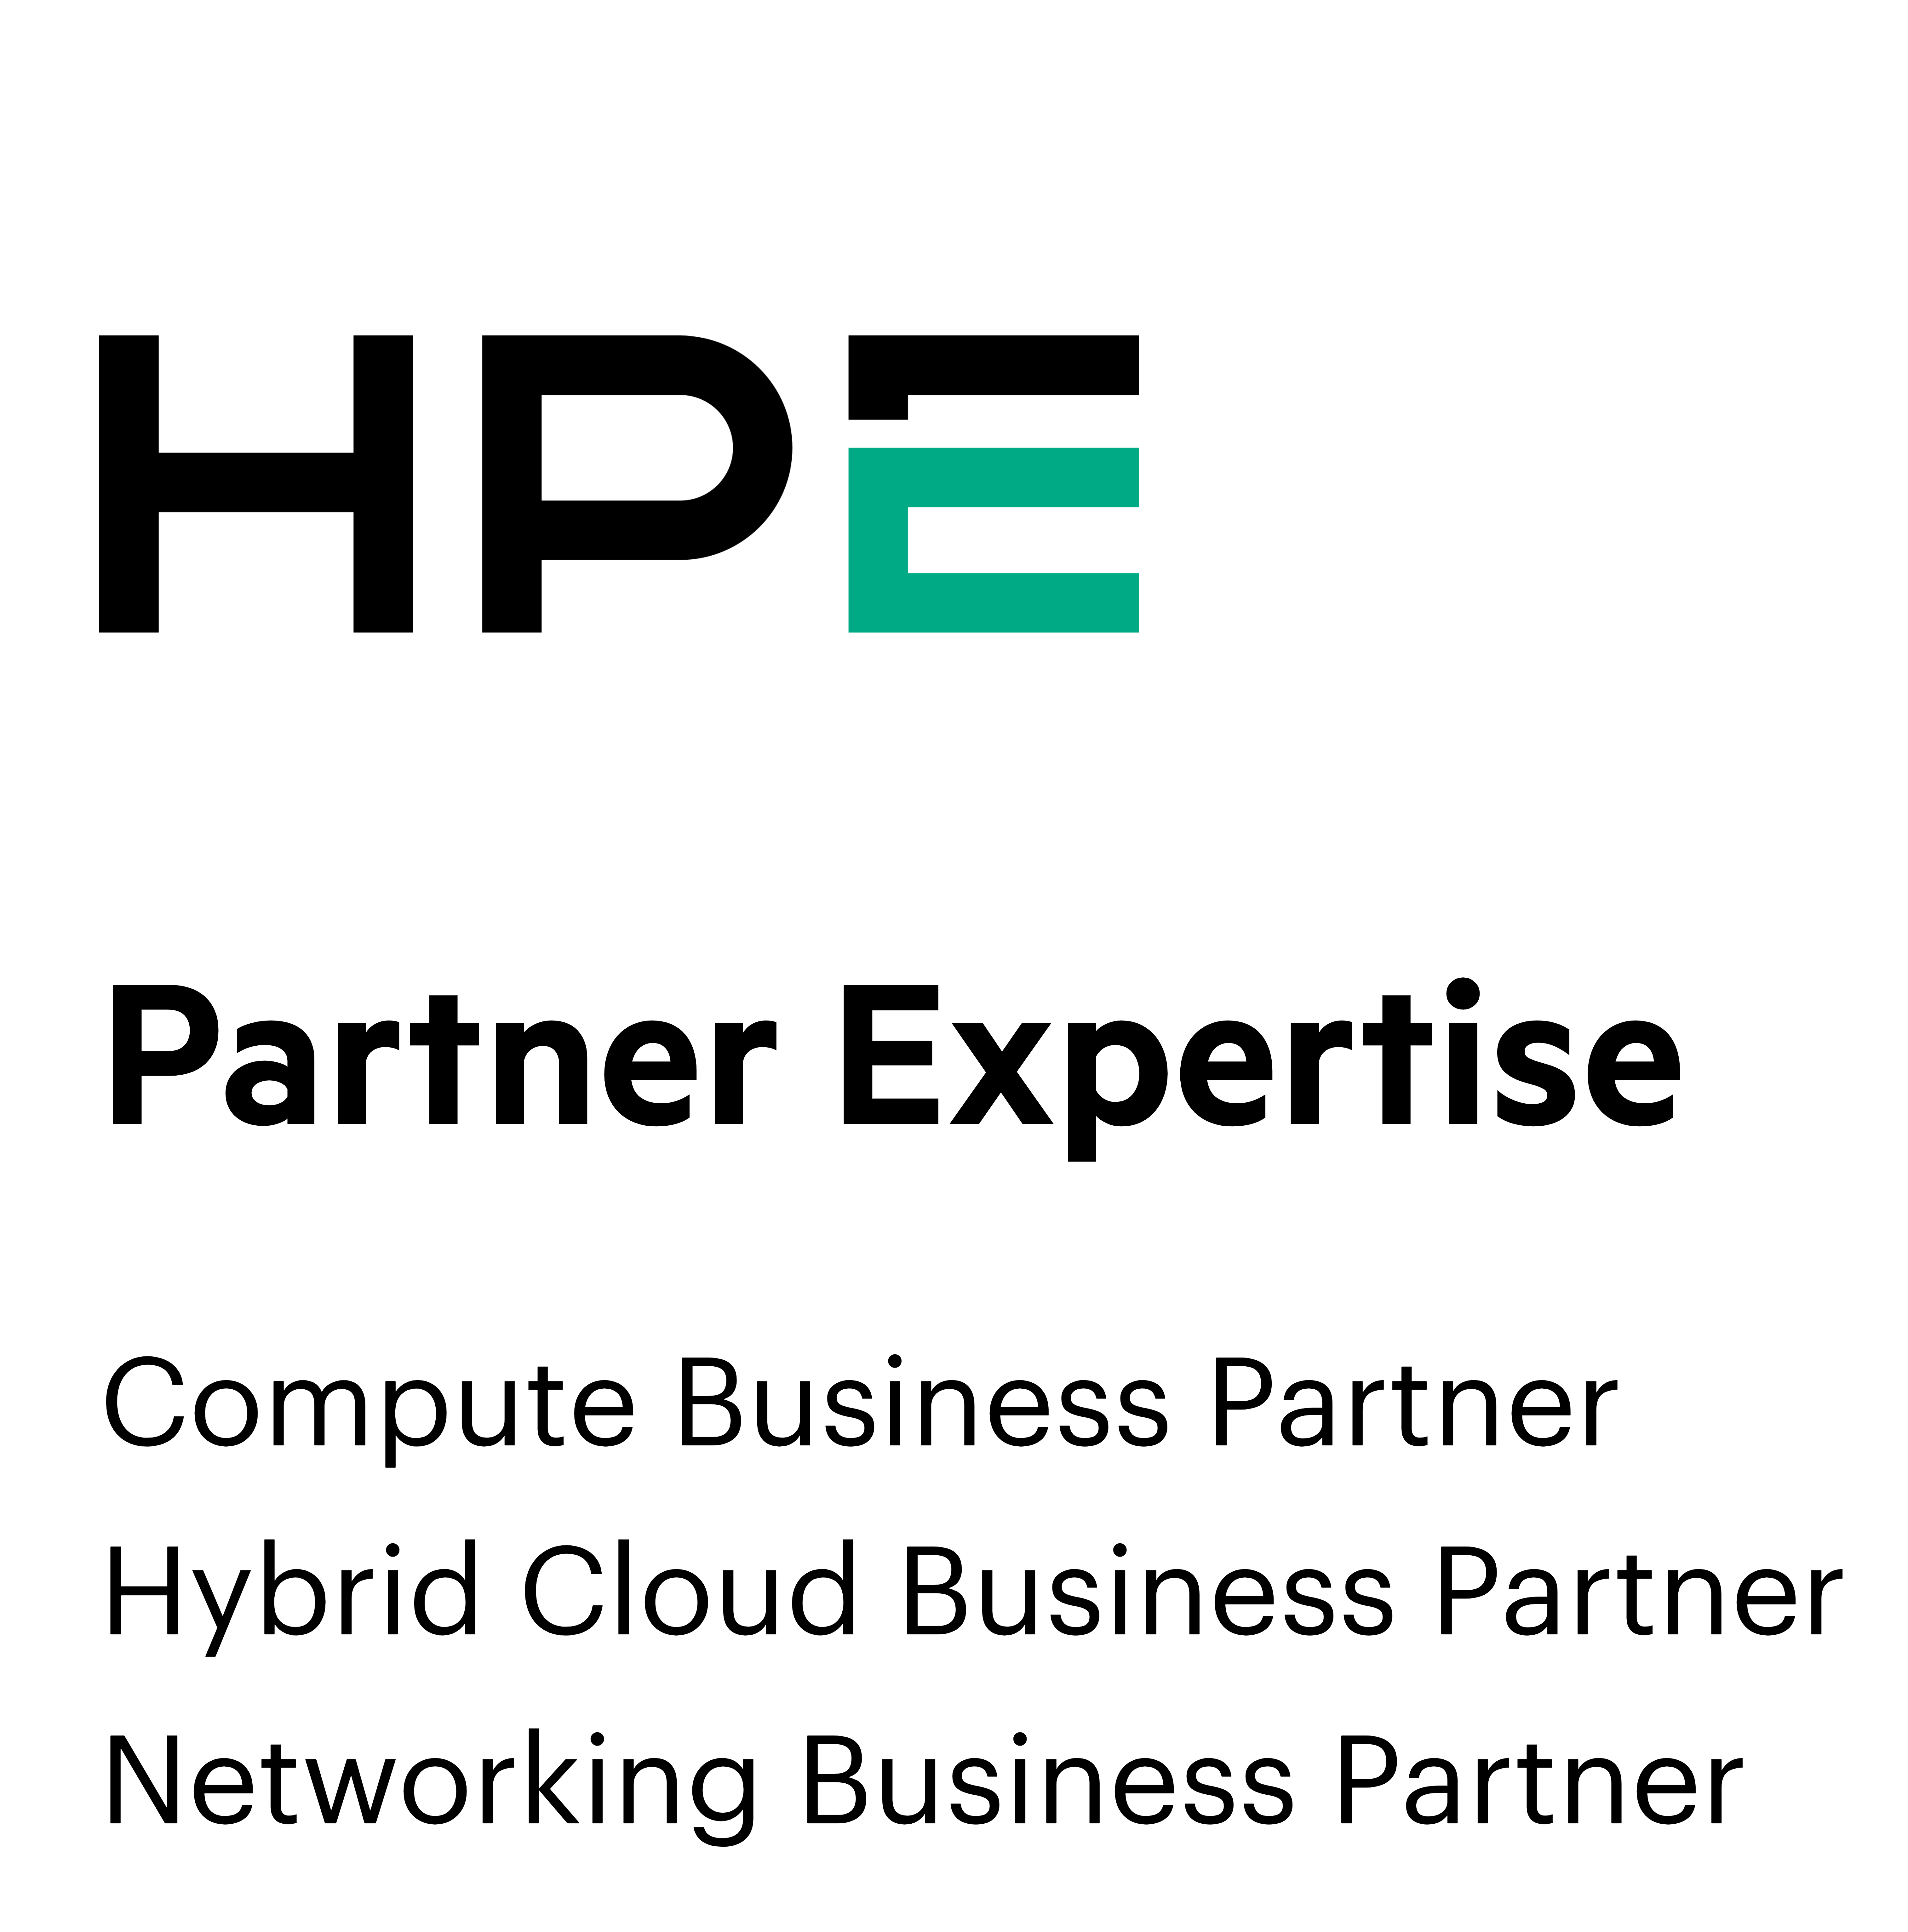 HPE
Partner Expertise
Compute Business Partner
Hybrid Cloud Business Partner
Networking Business Partner